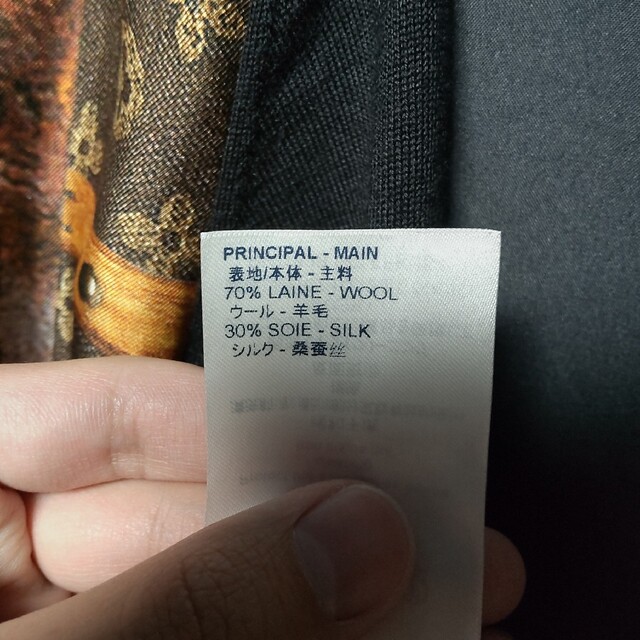 PRINCIPAL - MAIN
表地/本体 - 主料
70% LAINE - WOOL
ウール - 羊毛
30% SOIE - SILK
シルク - 桑蚕丝